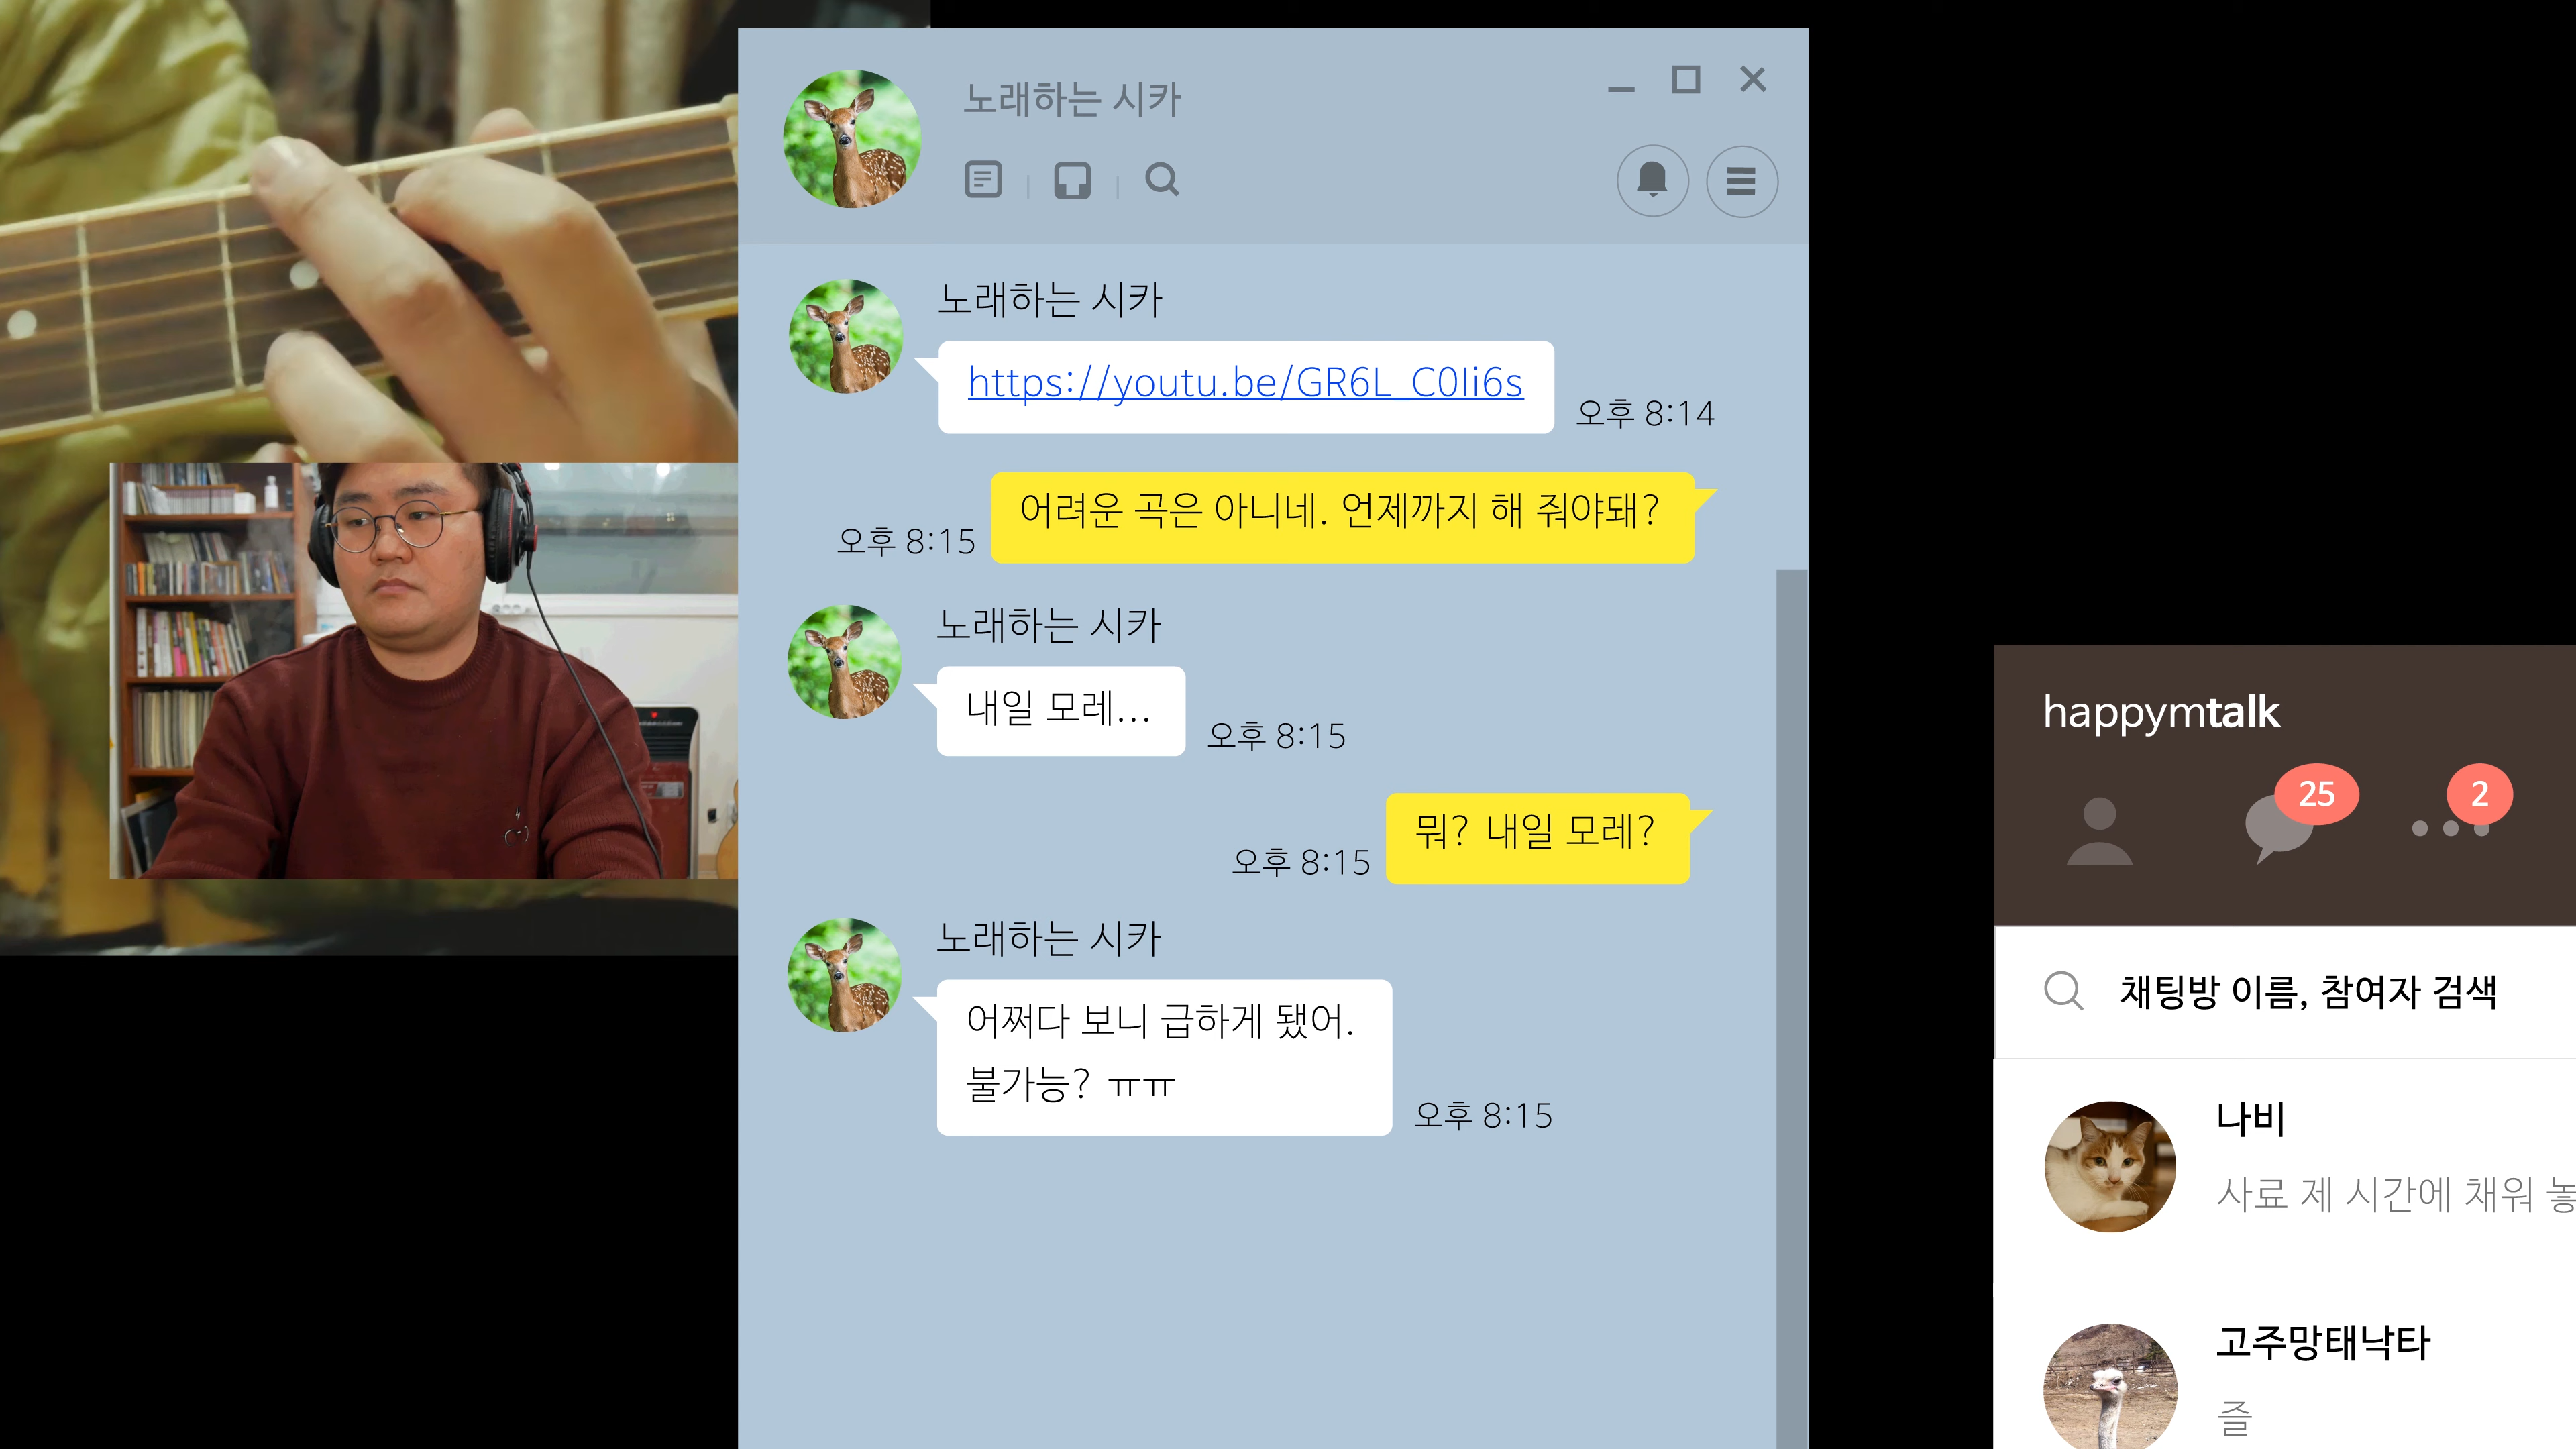 노래하는 시카
노래하는 시카
https://youtu.be/GR6L_C0Ii6s
오후 8:14
어려운 곡은 아니네. 언제까지 해 줘야돼?
오후 8:15
노래하는 시카
내일 모레...
오후 8:15
뭐? 내일 모레?
오후 8:15
노래하는 시카
어쩌다 보니 급하게 됐어.
불가능? ㅠㅠ
오후 8:15
happymtalk
25
2
채팅방 이름, 참여자 검색
나비
사료 제 시간에 채워 놓
고주망태낙타
즐